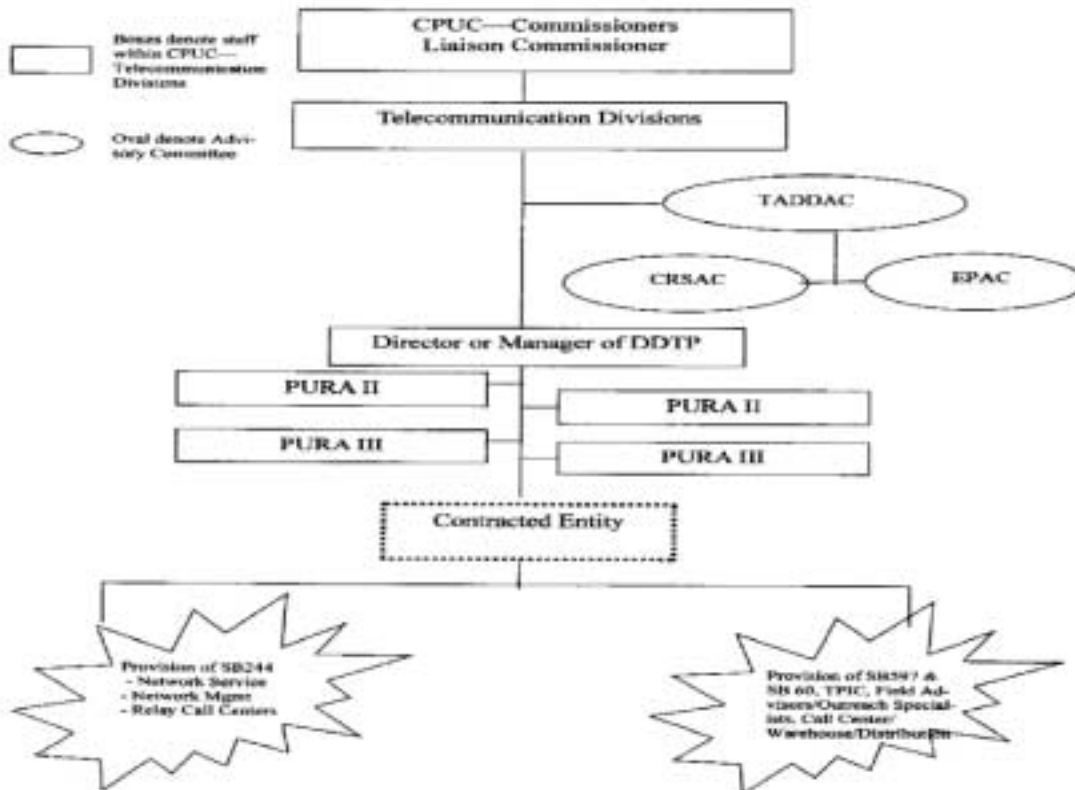 CPUC—Commissioners
Liaison Commissioner
Boxes denote staff
within CPUC—
Telecommunication
Divisions
Telecommunication Divisions
Oval denote Advi-
sory Committee
TADDAC
CRSAC
EPAC
Director or Manager of DDTP
PURA II
PURA II
PURA III
PURA III
Contracted Entity
Provision of SB244
- Network Service
- Network Mgmt
- Relay Call Centers
Provision of SB597 &
SB 60, TPIC, Field Ad-
visors/Outreach Special-
ists. Call Center/
Warehouse/Distribution